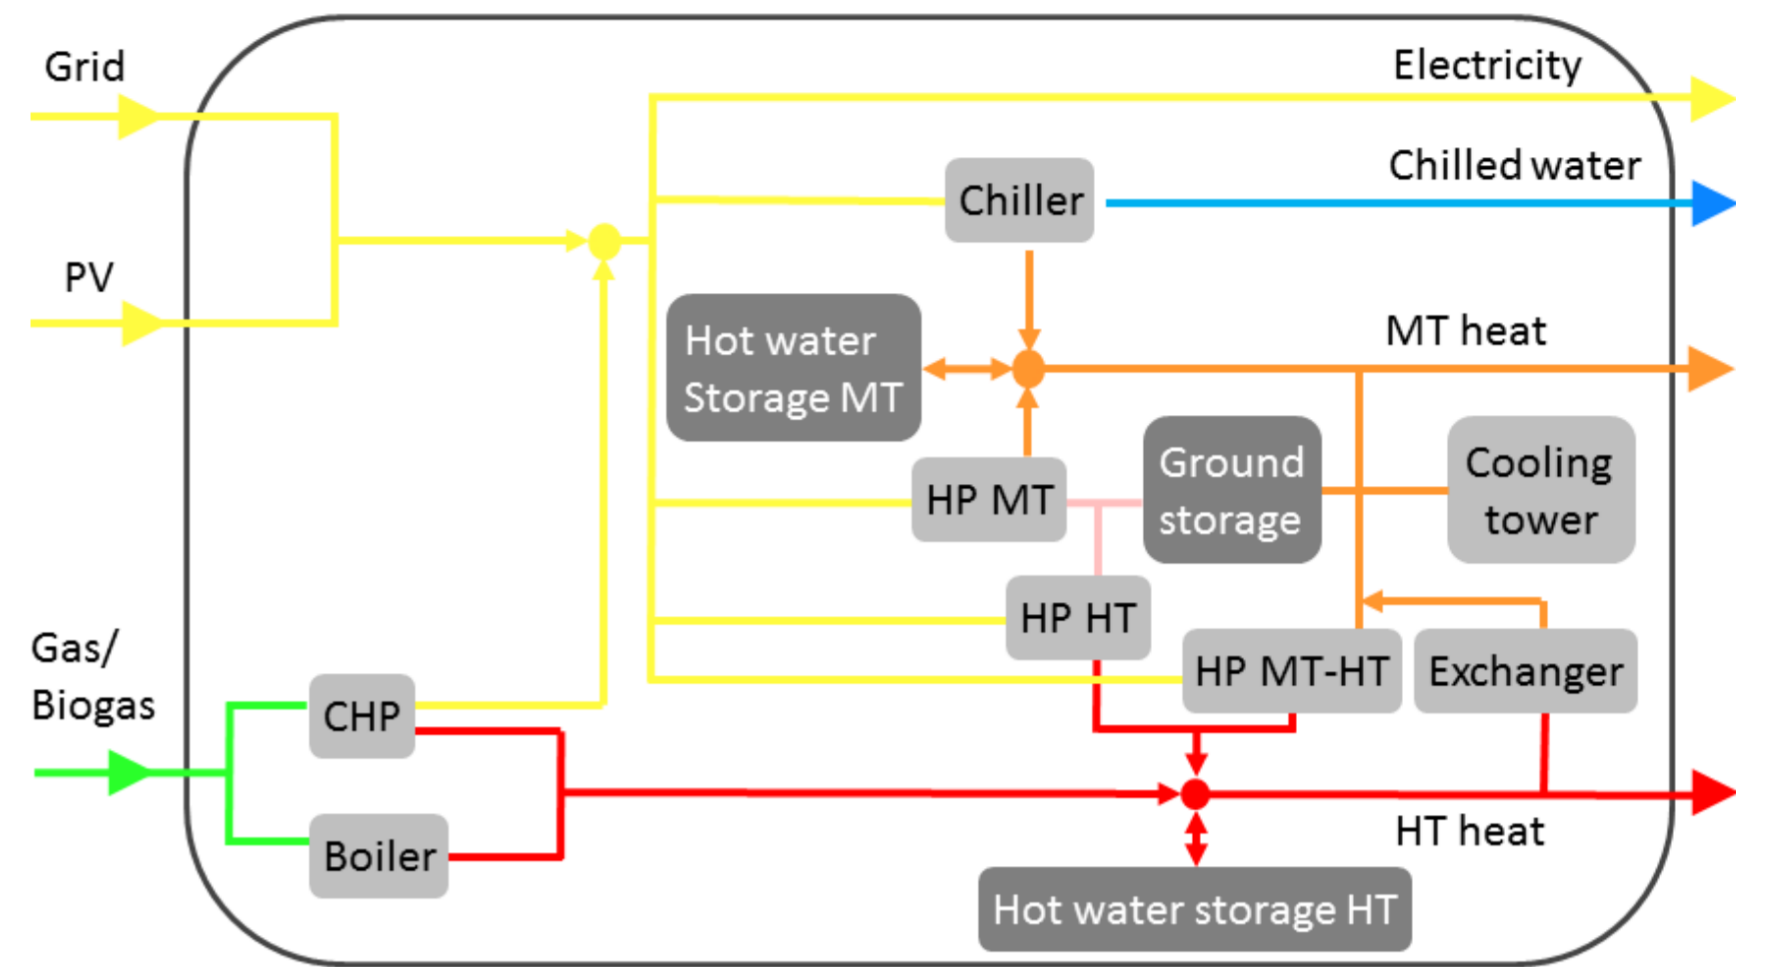 Grid
Electricity
Chilled water
Chiller
PV
MT heat
Hot water
Storage MT
Ground
storage
Cooling
tower
HP MT
HP HT
Gas/
Biogas
HP MT-HT
Exchanger
CHP
HT heat
Boiler
Hot water storage HT